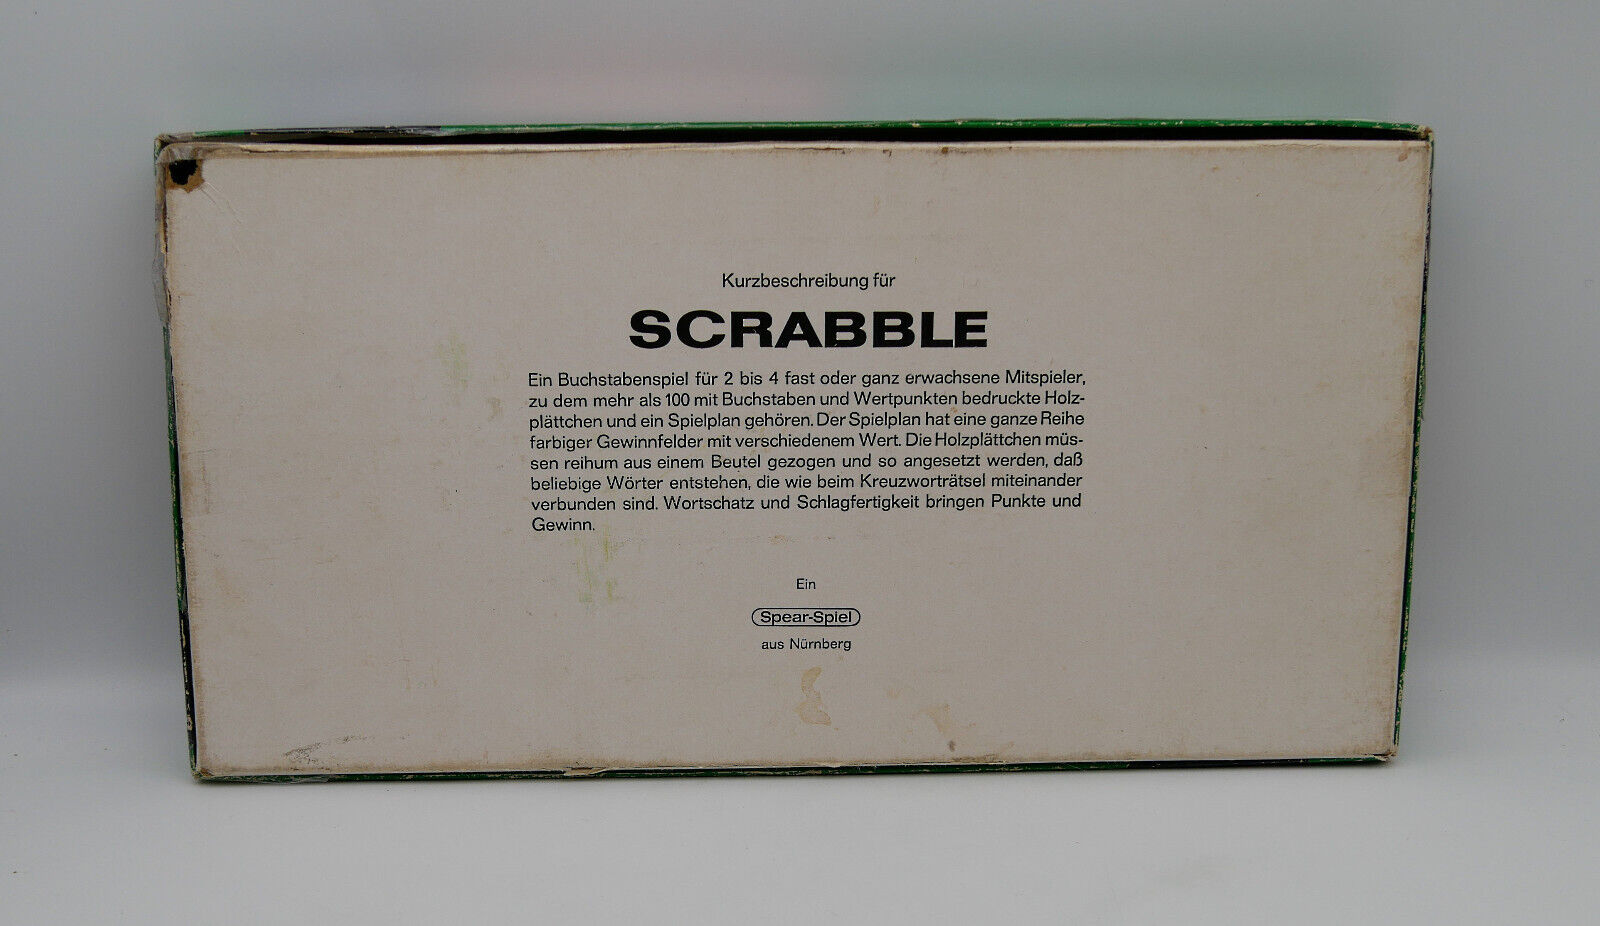 Kurzbeschreibung für
SCRABBLE
Ein Buchstabenspiel für 2 bis 4 fast oder ganz erwachsene Mitspieler,
zu dem mehr als 100 mit Buchstaben und Wertpunkten bedruckte Holz-
plättchen und ein Spielplan gehören. Der Spielplan hat eine ganze Reihe
farbiger Gewinnfelder mit verschiedenem Wert. Die Holzplättchen müs-
sen reihum aus einem Beutel gezogen und so angesetzt werden, daß
beliebige Wörter entstehen, die wie beim Kreuzworträtsel miteinander
verbunden sind. Wortschatz und Schlagfertigkeit bringen Punkte und
Gewinn.
Ein
Spear-Spiel
aus Nürnberg